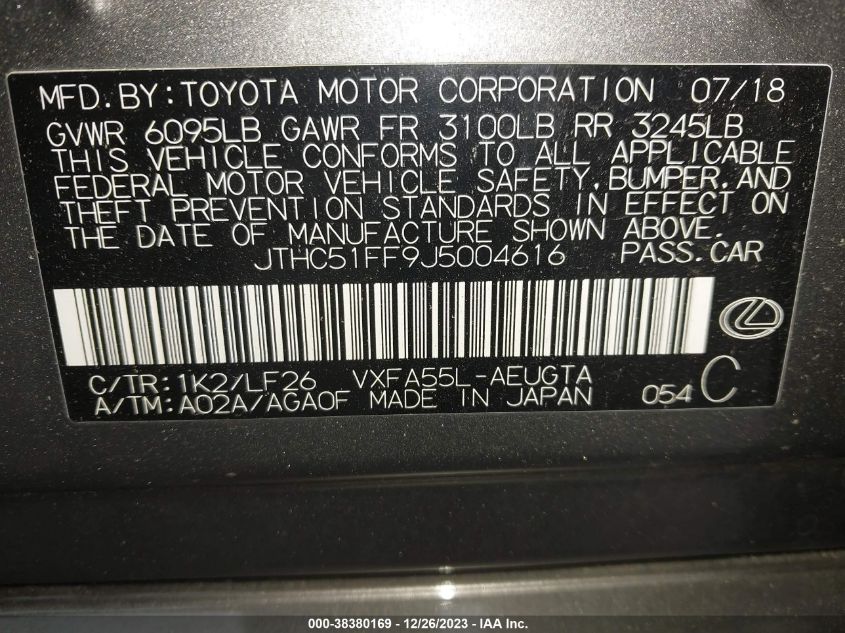 MFD. BY: TOYOTA MOTOR CORPORATION 07/18
GVWR 6095LB GAWR FR 3100LB RR 3245LB
THIS VEHICLE CONFORMS TO ALL APPLICABLE
FEDERAL MOTOR VEHICLE SAFETY, BUMPER, AND
THEFT PREVENTION STANDARDS IN EFFECT ON
THE DATE OF MANUFACTURE SHOWN ABOVE.
JTHC51FF9J5004616 PASS. CAR
C/TR: 1K2/LF26 VXFA55L-AEUGTA
A/TM: A02A/AGA0F MADE IN JAPAN 054 C
000-38380169 - 12/26/2023 - IAA Inc.